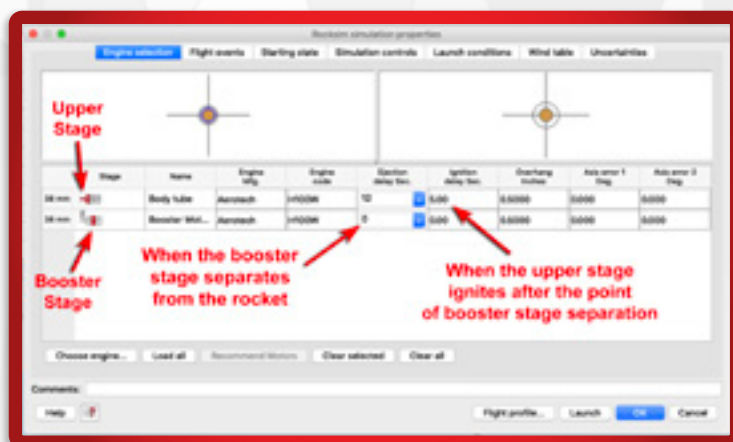 Rocksim simulation properties
Engine selection Flight events Starting state Simulation controls Launch conditions Wind table Uncertainties
Upper
Stage
Stage Name Engine Mfg. Engine code Ejection delay Sec. Ignition delay Sec. Overhang Inches Axis error 1 Deg. Axis error 2 Deg.
38 mm Body tube Aerotech 12 5.00 0.5000 0.000 0.000
38 mm Booster Mot... Aerotech 0 0.00 0.5000 0.000 0.000
Booster
Stage
When the booster
stage separates
from the rocket
When the upper stage
ignites after the point
of booster stage separation
Choose engine... Load all Recommend Motors Clear selected Clear all
Comments:
Help Flight profile... Launch OK Cancel